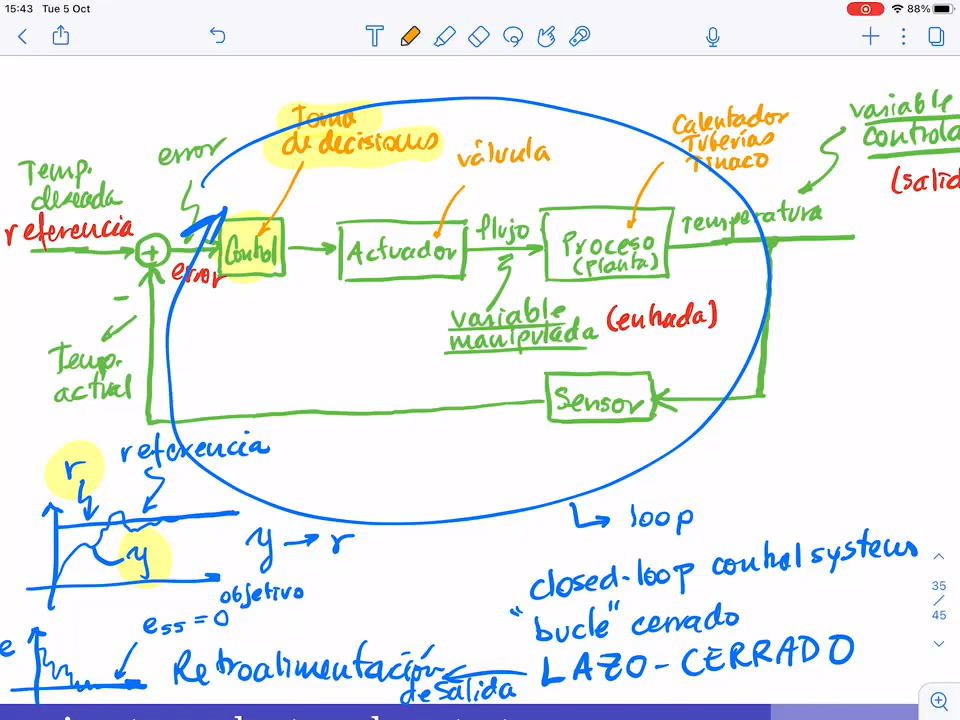 15:43 Tue 5 Oct
88%
Toma
de decisiones
error
válvula
Calentador
Tuberías
Tinaco
variable
controla
(salid
Temp.
deseada
referencia
+
error
Control
Actuador
flujo
Proceso
(planta)
Temperatura
variable
manipulada
(entrada)
-
Temp.
actual
Sensor
r
referencia
y
y → r
objetivo
ess = 0
e
loop
closed-loop control systems
"bucle" cerrado
LAZO-CERRADO
Retroalimentación
de salida
35
/
45